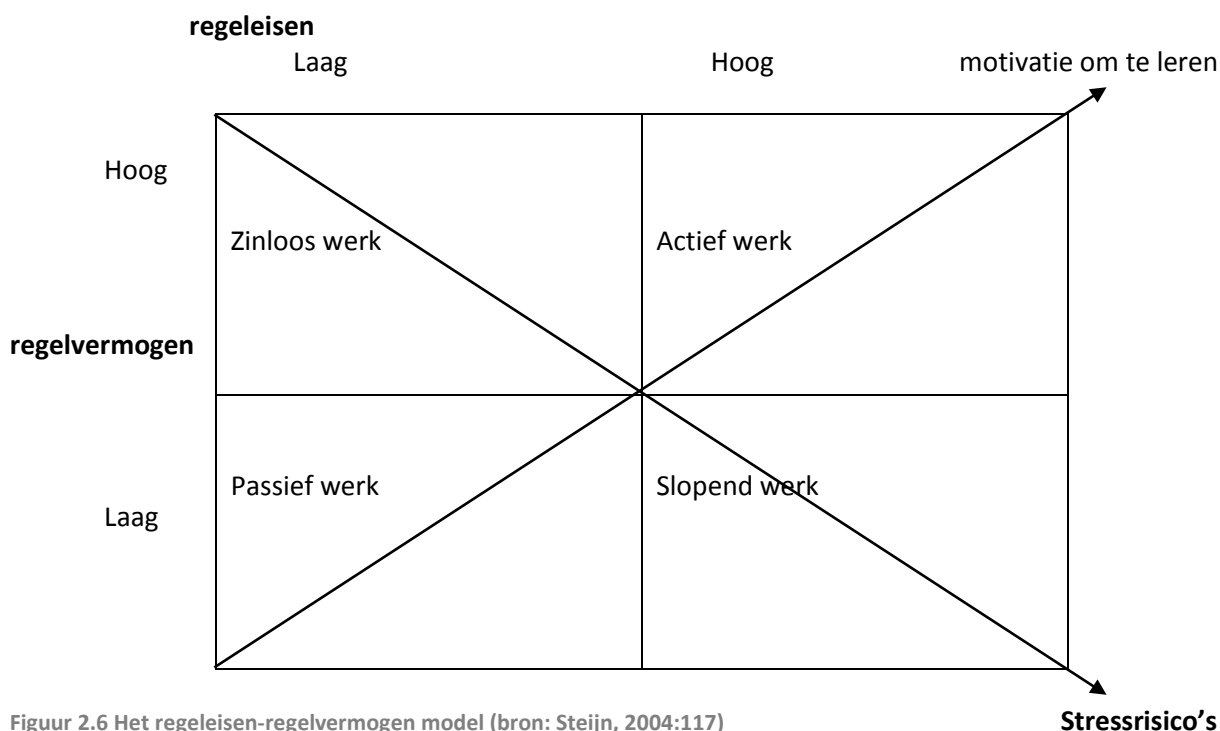 regeleisen
Laag Hoog motivatie om te leren
Hoog
Zinloos werk Actief werk
regelvermogen
Passief werk Slopend werk
Laag
Figuur 2.6 Het regeleisen-regelvermogen model (bron: Steijn, 2004:117) Stressrisico’s